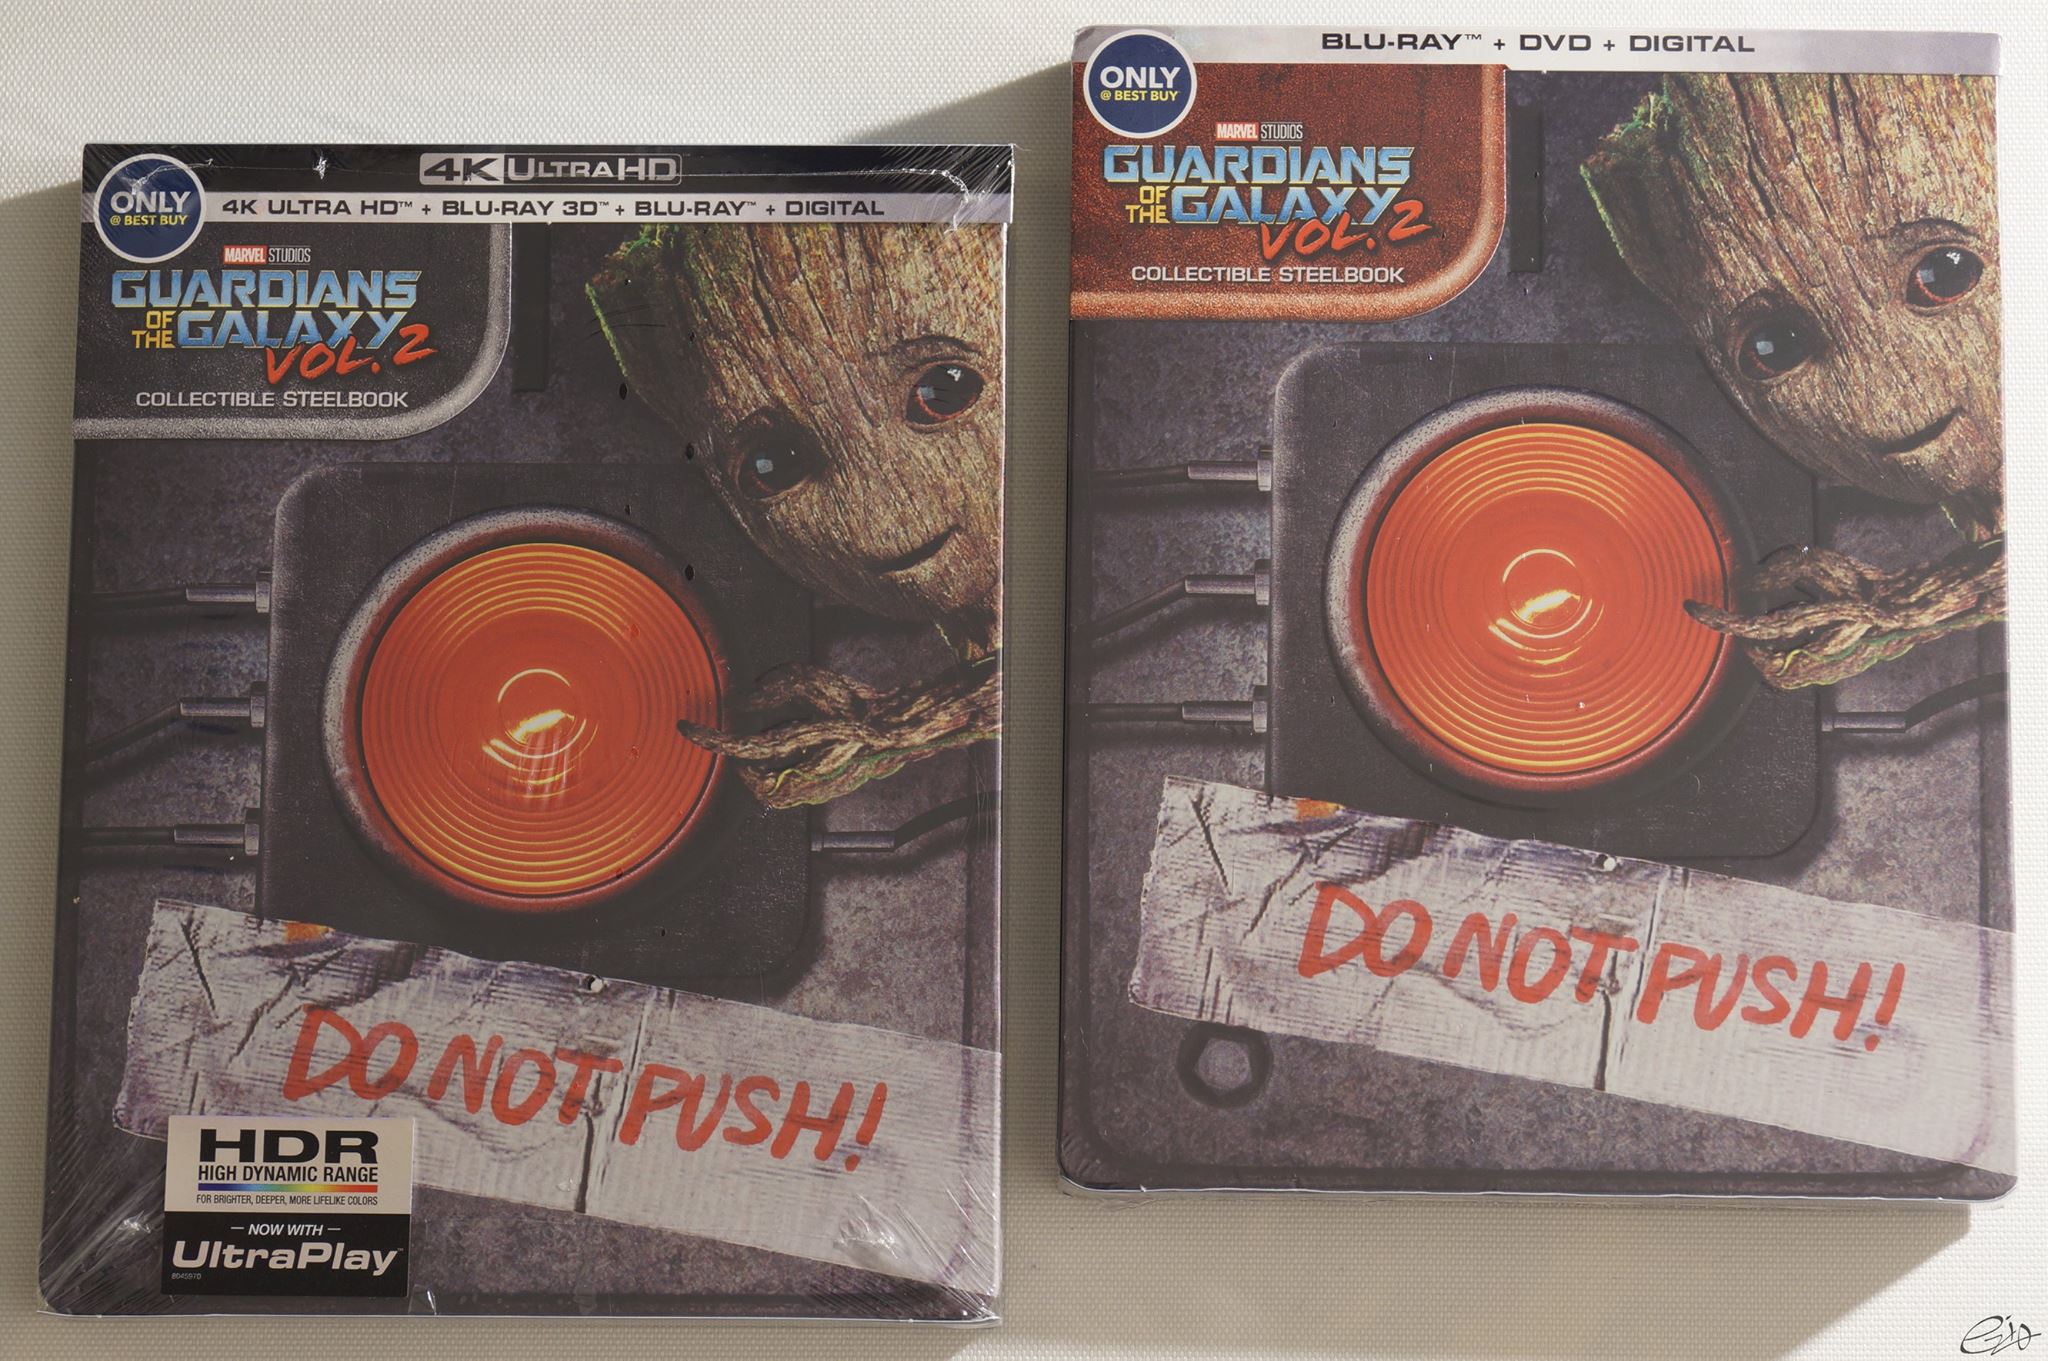 ONLY
@ BEST BUY
4K ULTRA HD
4K ULTRA HD™ + BLU-RAY 3D™ + BLU-RAY™ + DIGITAL
MARVEL STUDIOS
GUARDIANS
OF THE GALAXY
VOL. 2
COLLECTIBLE STEELBOOK
DO NOT PUSH!
HDR
HIGH DYNAMIC RANGE
FOR BRIGHTER, DEEPER, MORE LIFELIKE COLORS
— NOW WITH —
UltraPlay™
BLU-RAY™ + DVD + DIGITAL
ONLY
@ BEST BUY
MARVEL STUDIOS
GUARDIANS
OF THE GALAXY
VOL. 2
COLLECTIBLE STEELBOOK
DO NOT PUSH!